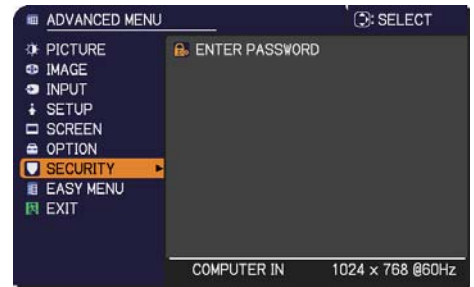 ADVANCED MENU
: SELECT
PICTURE
IMAGE
INPUT
SETUP
SCREEN
OPTION
SECURITY
EASY MENU
EXIT
ENTER PASSWORD
COMPUTER IN 1024 x 768 @60Hz